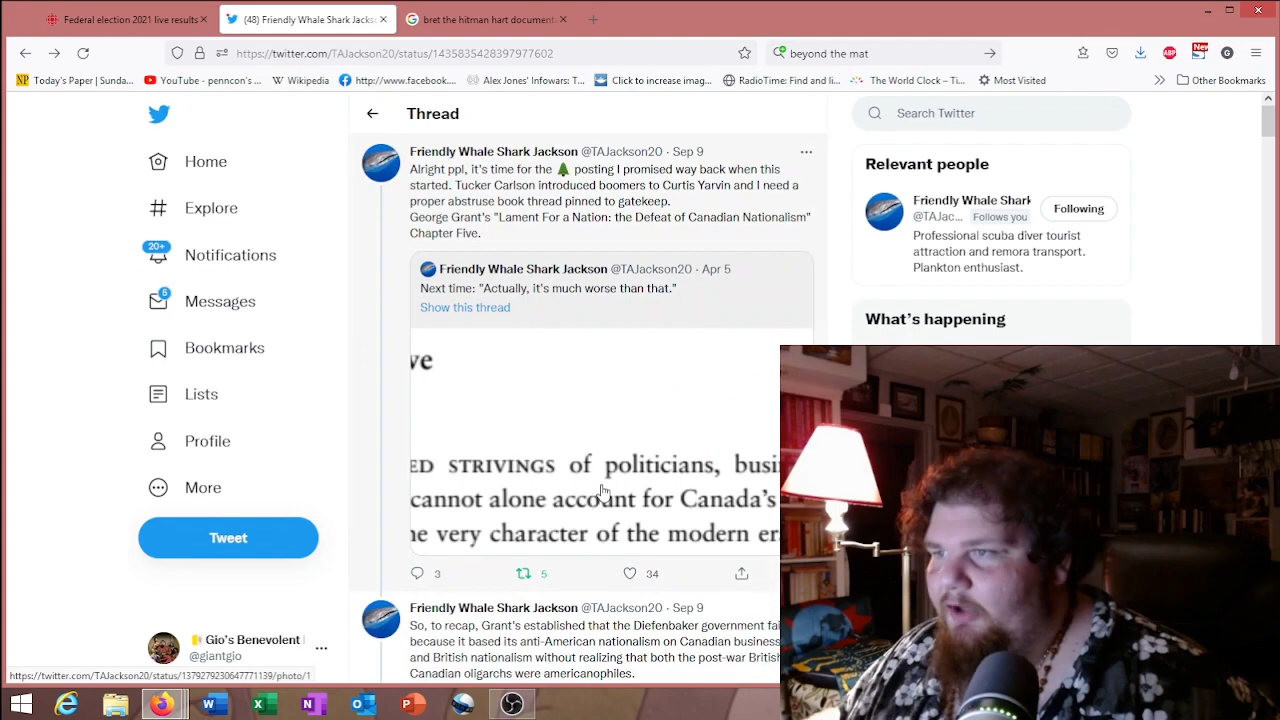 Federal election 2021 live results
(48) Friendly Whale Shark Jackso
bret the hitman hart documenta
https://twitter.com/TAJackson20/status/1435835428397977602
beyond the mat
New
ABP
G
Today's Paper | Sunda...
YouTube - penncon's ...
Wikipedia
http://www.facebook....
Alex Jones' Infowars: T...
Click to increase imag...
RadioTime: Find and li...
The World Clock – Ti...
Most Visited
Other Bookmarks
Home
Explore
20+
Notifications
6
Messages
Bookmarks
Lists
Profile
More
Tweet
Gio's Benevolent
@giantgio
Thread
Friendly Whale Shark Jackson @TAJackson20 · Sep 9
Alright ppl, it's time for the 🌲 posting I promised way back when this
started. Tucker Carlson introduced boomers to Curtis Yarvin and I need a
proper abstruse book thread pinned to gatekeep.
George Grant's "Lament For a Nation: the Defeat of Canadian Nationalism"
Chapter Five.
Friendly Whale Shark Jackson @TAJackson20 · Apr 5
Next time: "Actually, it's much worse than that."
Show this thread
ve
ED STRIVINGS of politicians, busi
cannot alone account for Canada's
he very character of the modern er
3
5
34
Friendly Whale Shark Jackson @TAJackson20 · Sep 9
So, to recap, Grant's established that the Diefenbaker government fai
because it based its anti-American nationalism on Canadian business
and British nationalism without realizing that both the post-war British
Canadian oligarchs were americanophiles.
Search Twitter
Relevant people
Friendly Whale Shark
@TAJac... Follows you
Following
Professional scuba diver tourist
attraction and remora transport.
Plankton enthusiast.
What's happening
https://twitter.com/TAJackson20/status/1379279230647771139/photo/1